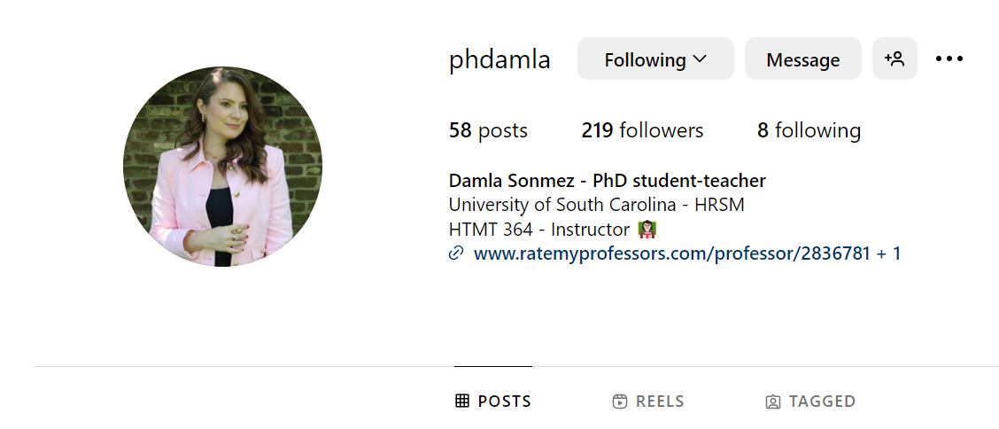 phdamla Following Message
58 posts 219 followers 8 following
Damla Sonmez - PhD student-teacher
University of South Carolina - HRSM
HTMT 364 - Instructor 👩🏻‍🏫
www.ratemyprofessors.com/professor/2836781 + 1
POSTS REELS TAGGED